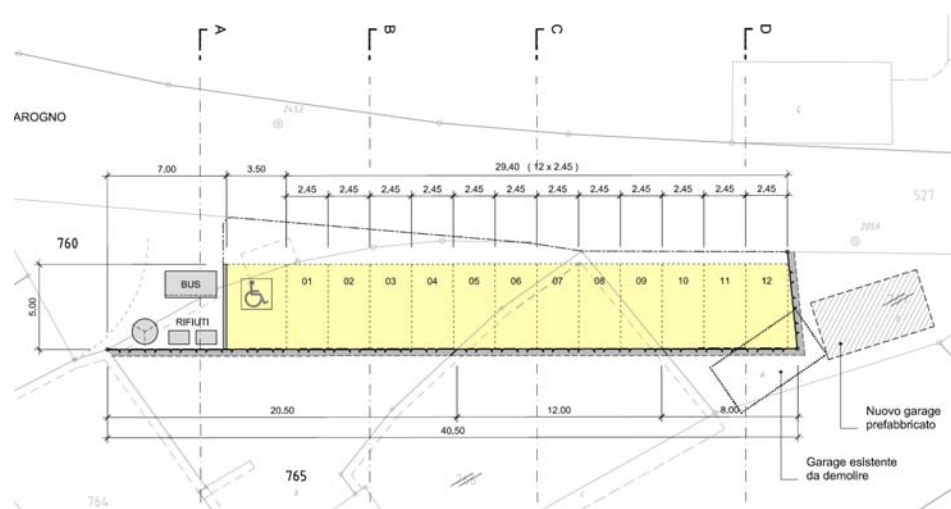 A
B
C
D
2453
C
AROGNO
29,40 ( 12 x 2.45 )
7.00
3.50
2,45
2,45
2,45
2,45
2,45
2,45
2,45
2,45
2,45
2,45
2,45
2,45
527
2059
760
5,00
BUS
RIFIUTI
01
02
03
04
05
06
07
08
09
10
11
12
A
20.50
12.00
8.00
40.50
Nuovo garage
prefabbricato
Garage esistente
da demolire
765
764
B
C